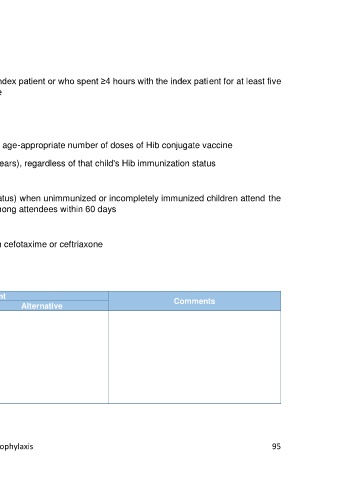 ndex patient or who spent ≥4 hours with the index patient for at least five
e
age-appropriate number of doses of Hib conjugate vaccine
ears), regardless of that child's Hib immunization status
atus) when unimmunized or incompletely immunized children attend the
mong attendees within 60 days
n cefotaxime or ceftriaxone
nt
Alternative
Comments
ophylaxis 95